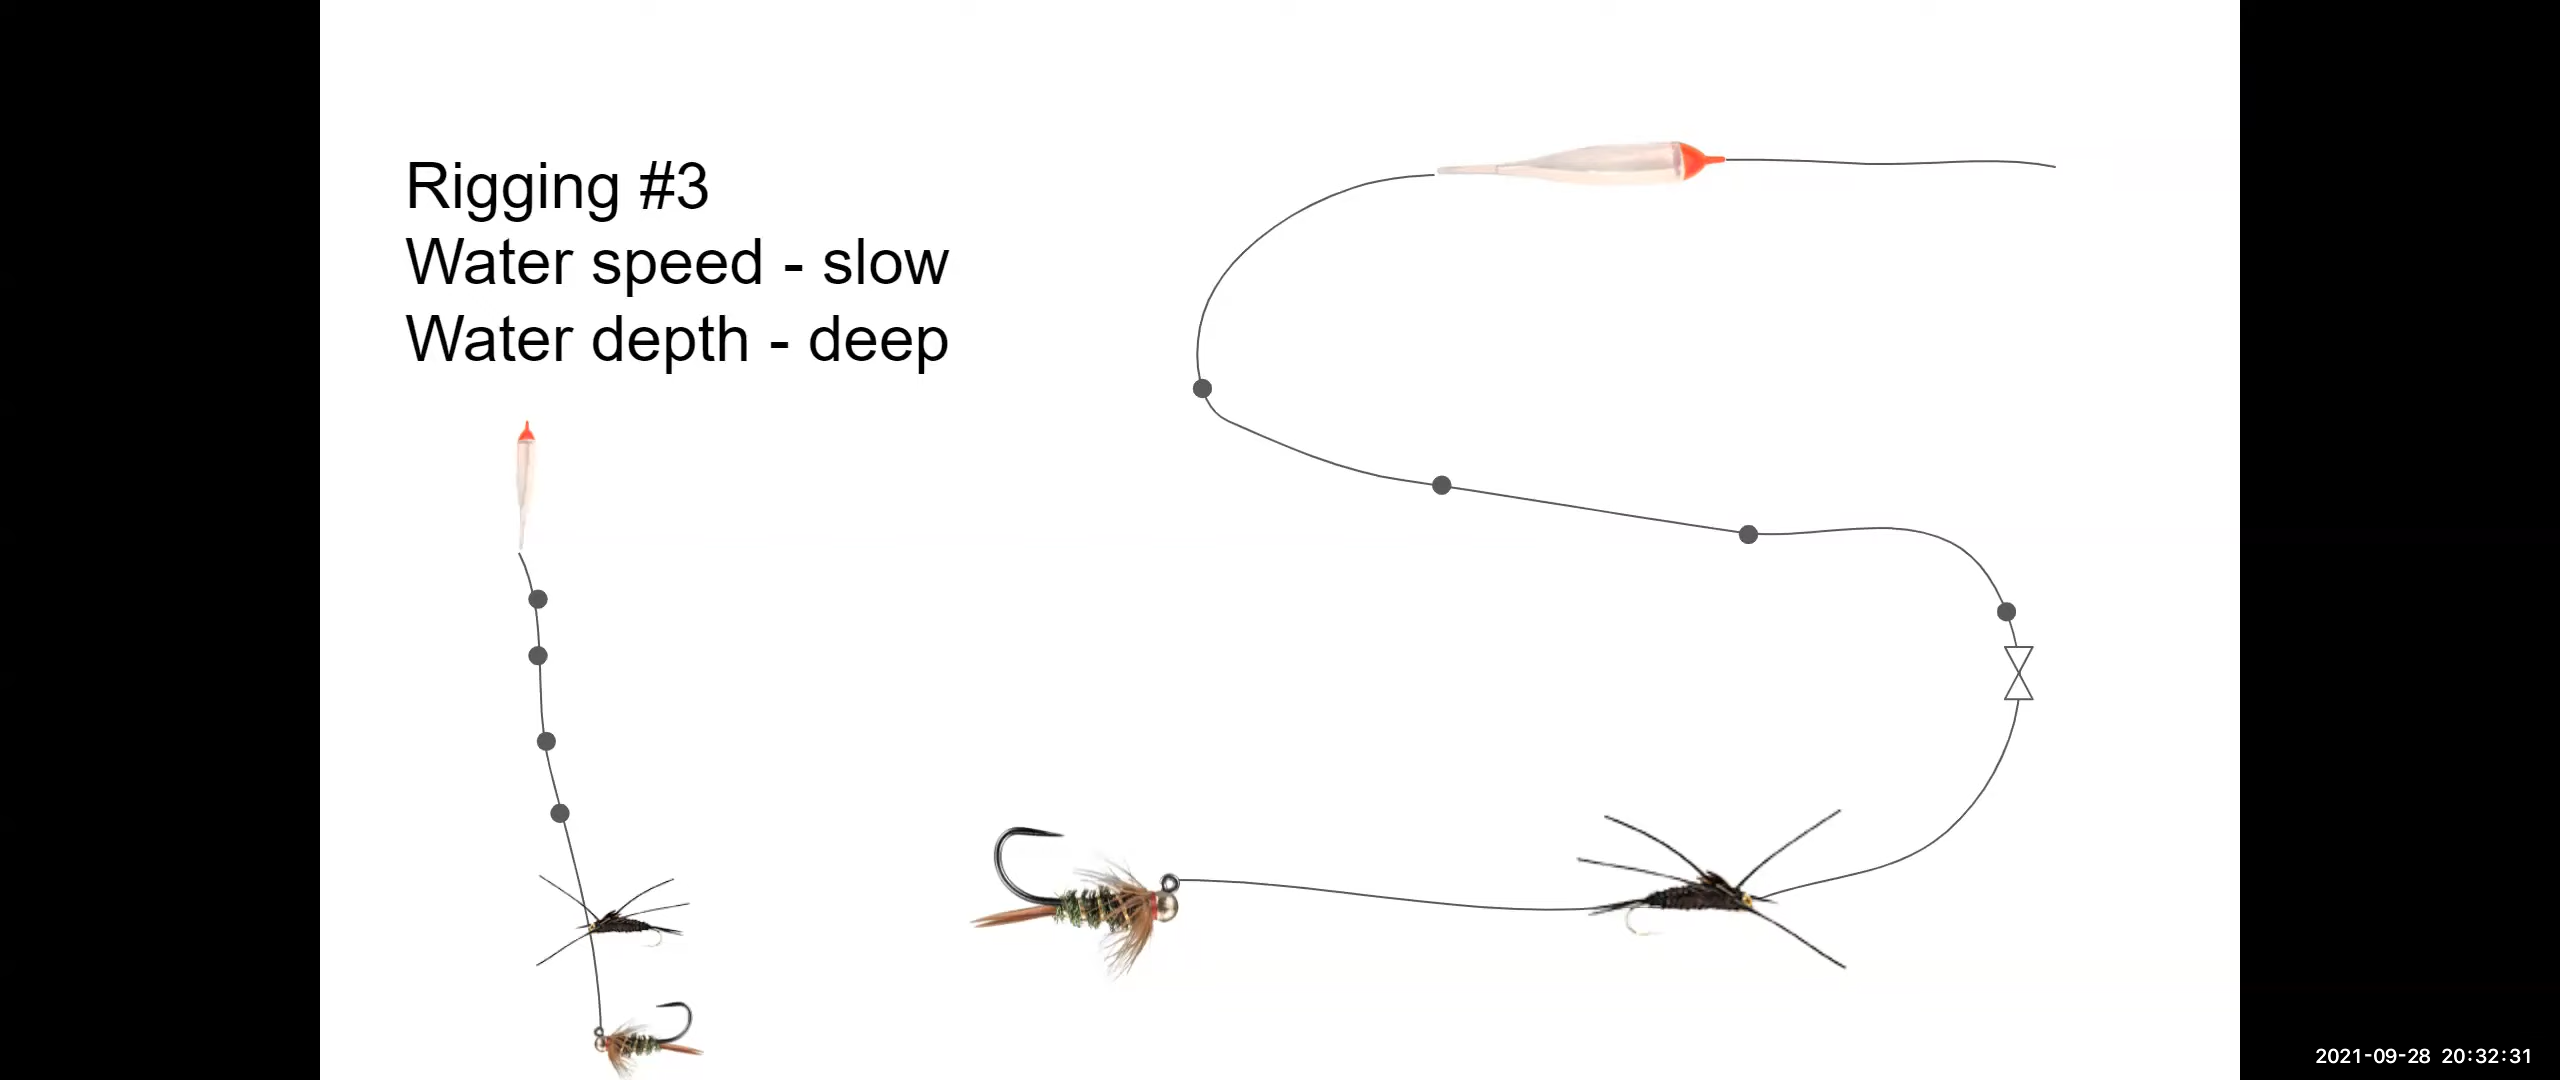 Rigging #3
Water speed - slow
Water depth - deep
2021-09-28 20:32:31